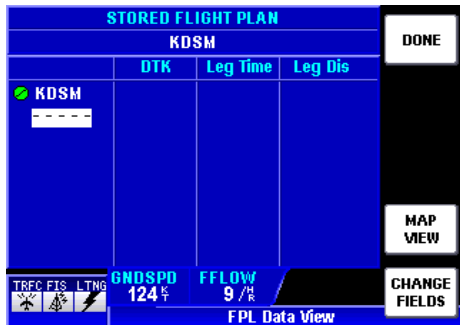 STORED FLIGHT PLAN
KDSM
DONE
DTK Leg Time Leg Dis
KDSM
- - - - -
MAP
VIEW
TRFC FIS LTNG
GNDSPD FFLOW
124 KT 9 /HR
CHANGE
FIELDS
FPL Data View